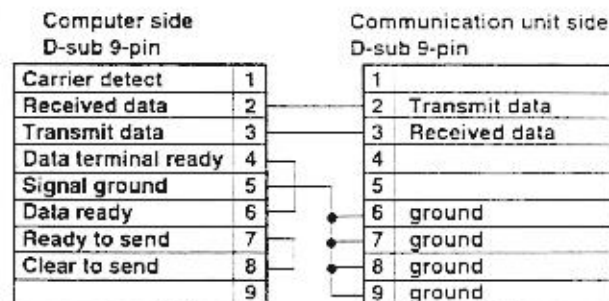 Computer side
D-sub 9-pin
Communication unit side
D-sub 9-pin
Carrier detect 1
Received data 2
Transmit data 3
Data terminal ready 4
Signal ground 5
Data ready 6
Ready to send 7
Clear to send 8
9
1
2 Transmit data
3 Received data
4
5
6 ground
7 ground
8 ground
9 ground